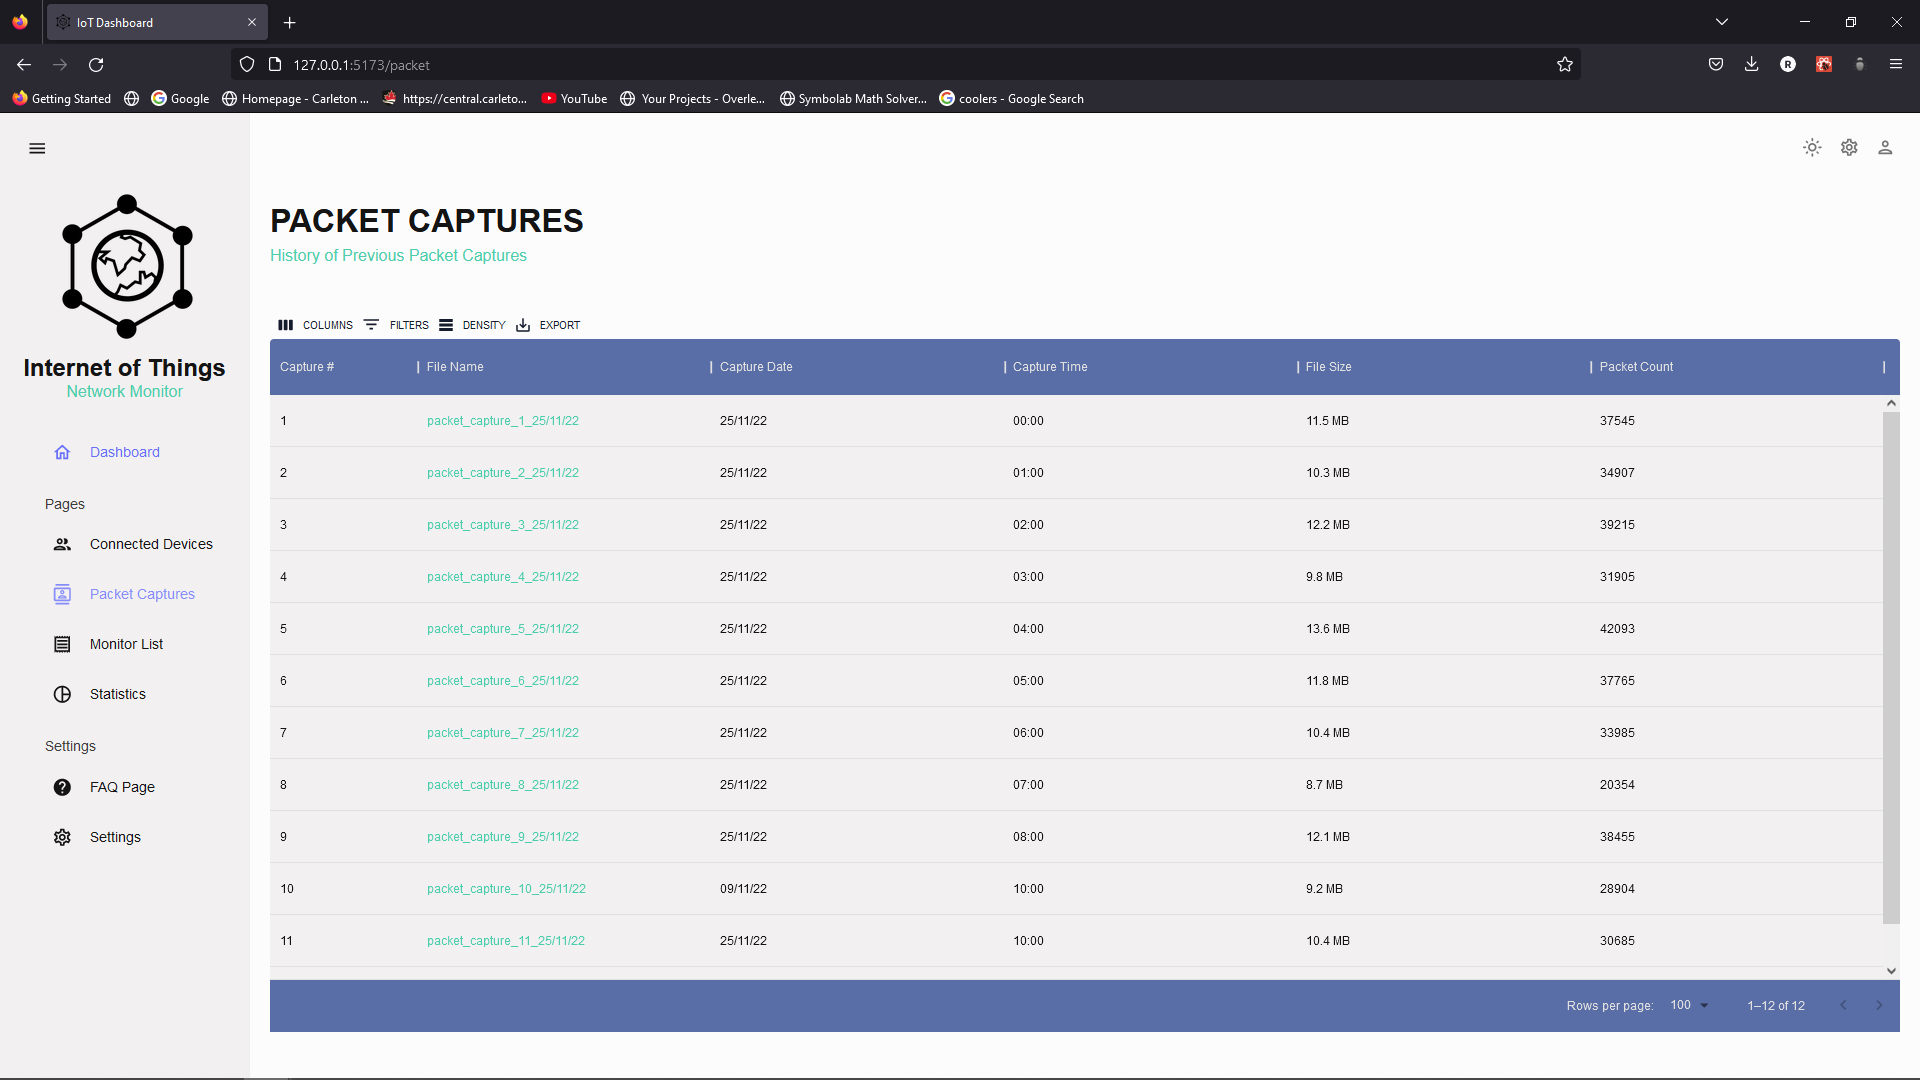 IoT Dashboard
127.0.0.1:5173/packet
Getting Started Google Homepage - Carleton ... https://central.carleto... YouTube Your Projects - Overle... Symbolab Math Solver... coolers - Google Search
R
PACKET CAPTURES
History of Previous Packet Captures
Internet of Things
Network Monitor
Dashboard
Pages
Connected Devices
Packet Captures
Monitor List
Statistics
Settings
FAQ Page
Settings
COLUMNS FILTERS DENSITY EXPORT
Capture # File Name Capture Date Capture Time File Size Packet Count
1 packet_capture_1_25/11/22 25/11/22 00:00 11.5 MB 37545
2 packet_capture_2_25/11/22 25/11/22 01:00 10.3 MB 34907
3 packet_capture_3_25/11/22 25/11/22 02:00 12.2 MB 39215
4 packet_capture_4_25/11/22 25/11/22 03:00 9.8 MB 31905
5 packet_capture_5_25/11/22 25/11/22 04:00 13.6 MB 42093
6 packet_capture_6_25/11/22 25/11/22 05:00 11.8 MB 37765
7 packet_capture_7_25/11/22 25/11/22 06:00 10.4 MB 33985
8 packet_capture_8_25/11/22 25/11/22 07:00 8.7 MB 20354
9 packet_capture_9_25/11/22 25/11/22 08:00 12.1 MB 38455
10 packet_capture_10_25/11/22 09/11/22 10:00 9.2 MB 28904
11 packet_capture_11_25/11/22 25/11/22 10:00 10.4 MB 30685
Rows per page: 100 1–12 of 12